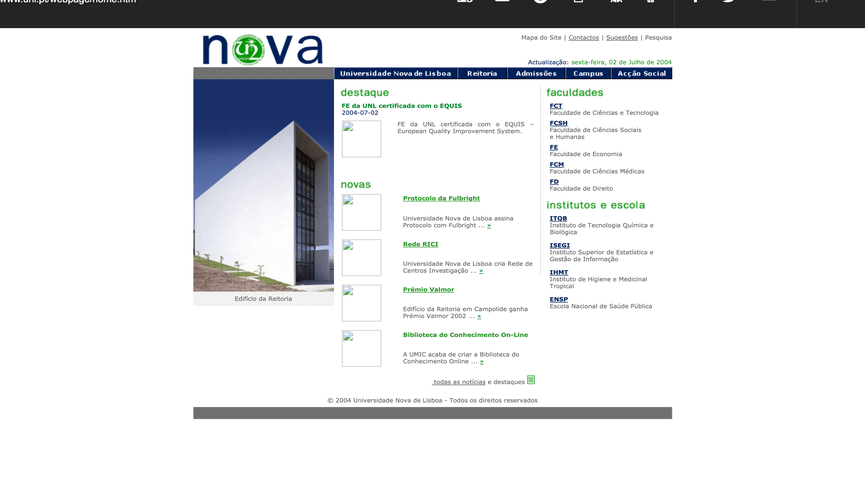 www.unl.pt/webpage/home.htm
EN
nova
Mapa do Site | Contactos | Sugestões | Pesquisa
Actualização: sexta-feira, 02 de Julho de 2004
Universidade Nova de Lisboa
Reitoria
Admissões
Campus
Acção Social
destaque
FE da UNL certificada com o EQUIS
2004-07-02
FE da UNL certificada com o EQUIS –
European Quality Improvement System.
novas
Protocolo da Fulbright
Universidade Nova de Lisboa assina
Protocolo com Fulbright ... »
Rede RICI
Universidade Nova de Lisboa cria Rede de
Centros Investigação ... »
Prémio Valmor
Edifício da Reitoria em Campolide ganha
Prémio Valmor 2002 ... »
Biblioteca do Conhecimento On-Line
A UMIC acaba de criar a Biblioteca do
Conhecimento Online ... »
todas as notícias e destaques
faculdades
FCT
Faculdade de Ciências e Tecnologia
FCSH
Faculdade de Ciências Sociais
e Humanas
FE
Faculdade de Economia
FCM
Faculdade de Ciências Médicas
FD
Faculdade de Direito
institutos e escola
ITQB
Instituto de Tecnologia Química e
Biológica
ISEGI
Instituto Superior de Estatística e
Gestão da Informação
IHMT
Instituto de Higiene e Medicinal
Tropical
ENSP
Escola Nacional de Saúde Pública
Edifício da Reitoria
© 2004 Universidade Nova de Lisboa - Todos os direitos reservados